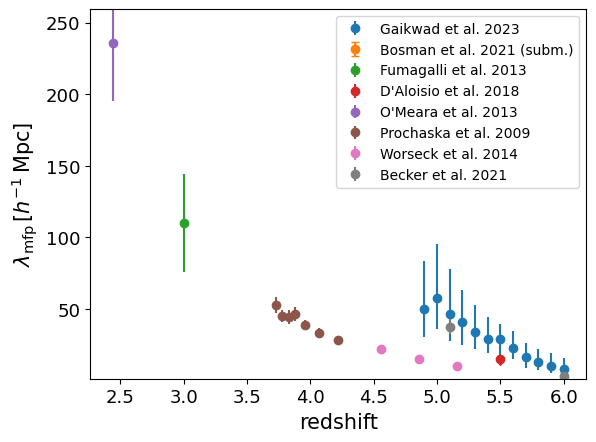 250
200
150
100
50
λmfp [h⁻¹ Mpc]
Gaikwad et al. 2023
Bosman et al. 2021 (subm.)
Fumagalli et al. 2013
D'Aloisio et al. 2018
O'Meara et al. 2013
Prochaska et al. 2009
Worseck et al. 2014
Becker et al. 2021
2.5 3.0 3.5 4.0 4.5 5.0 5.5 6.0
redshift